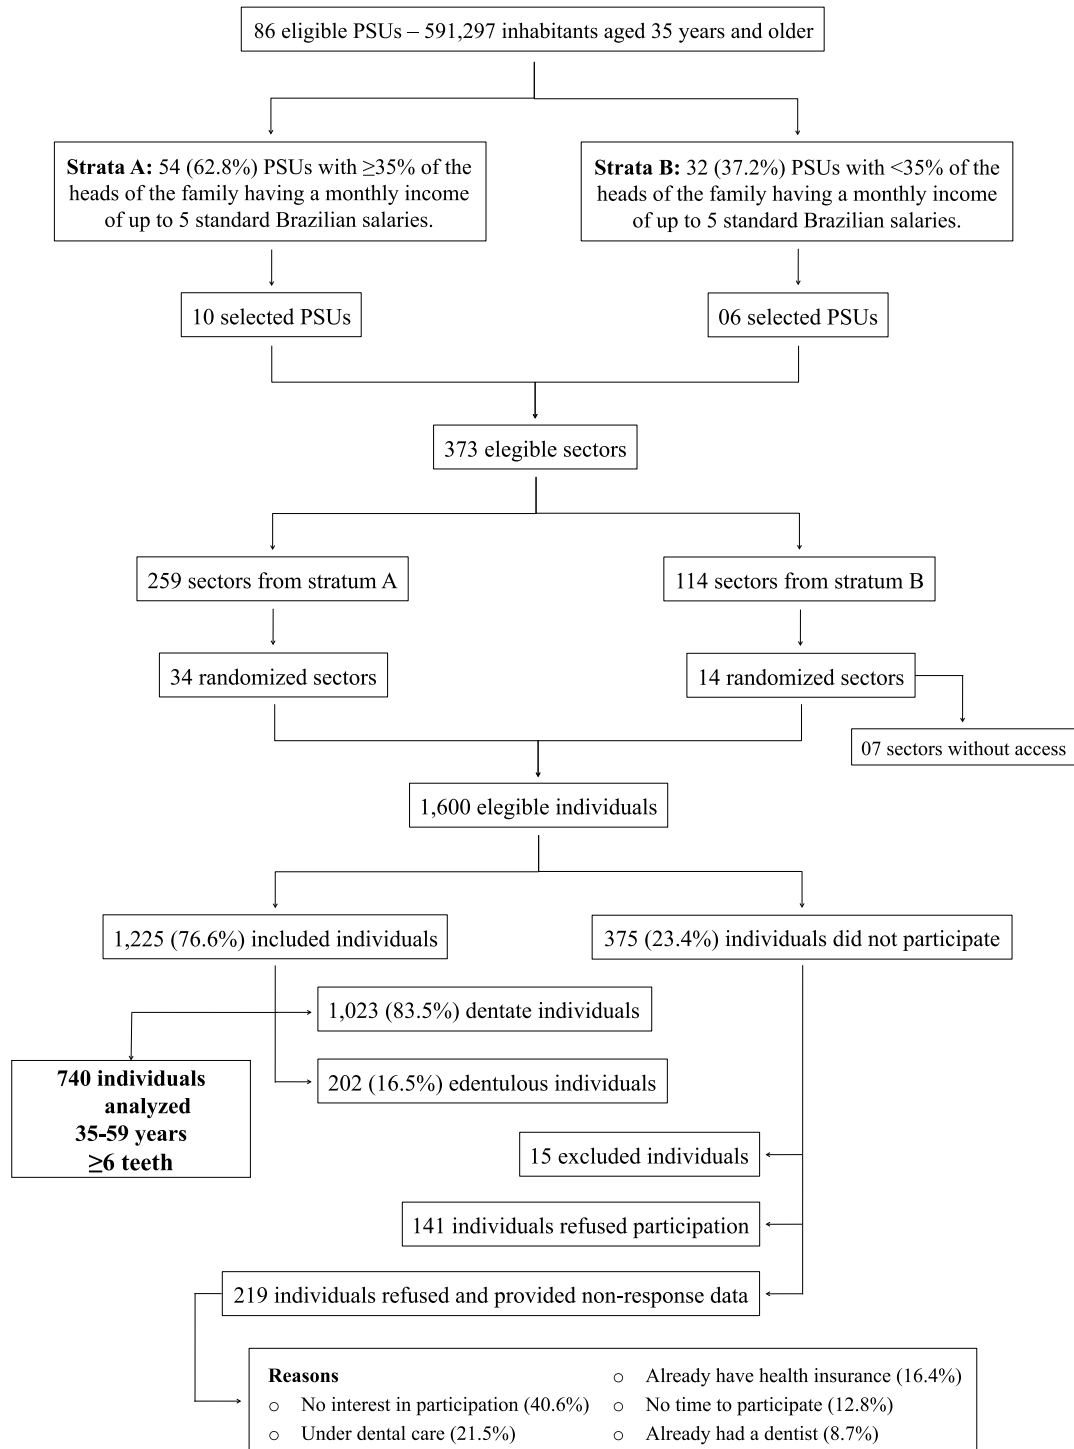 86 eligible PSUs – 591,297 inhabitants aged 35 years and older
Strata A: 54 (62.8%) PSUs with ≥35% of the
heads of the family having a monthly income
of up to 5 standard Brazilian salaries.
Strata B: 32 (37.2%) PSUs with <35% of the
heads of the family having a monthly income
of up to 5 standard Brazilian salaries.
10 selected PSUs
06 selected PSUs
373 elegible sectors
259 sectors from stratum A
114 sectors from stratum B
34 randomized sectors
14 randomized sectors
07 sectors without access
1,600 elegible individuals
1,225 (76.6%) included individuals
375 (23.4%) individuals did not participate
1,023 (83.5%) dentate individuals
202 (16.5%) edentulous individuals
740 individuals
analyzed
35-59 years
≥6 teeth
15 excluded individuals
141 individuals refused participation
219 individuals refused and provided non-response data
Reasons
○ No interest in participation (40.6%)
○ Under dental care (21.5%)
○ Already have health insurance (16.4%)
○ No time to participate (12.8%)
○ Already had a dentist (8.7%)